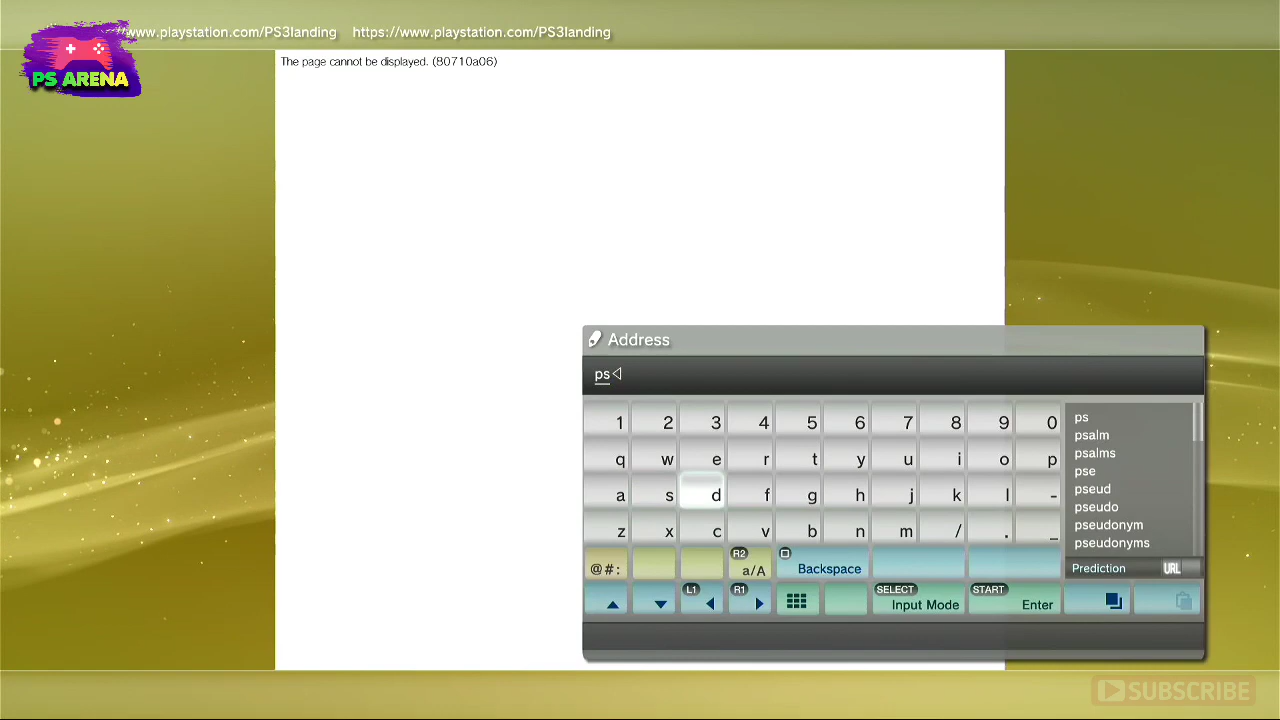 //www.playstation.com/PS3landing https://www.playstation.com/PS3landing
PS ARENA
The page cannot be displayed. (80710a06)
Address
ps
1 2 3 4 5 6 7 8 9 0
q w e r t y u i o p
a s d f g h j k l -
z x c v b n m / . _
@#: R2 a/A Backspace
L1 R1 SELECT Input Mode START Enter
ps
psalm
psalms
pse
pseud
pseudo
pseudonym
pseudonyms
Prediction URL
SUBSCRIBE